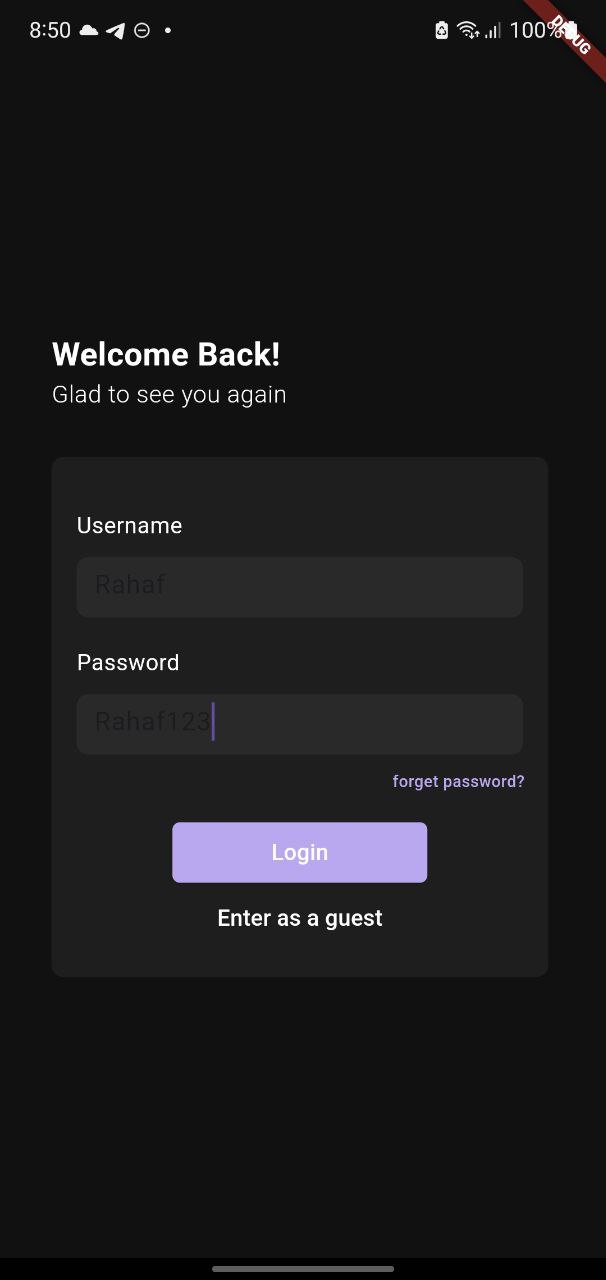 8:50
100%
DEBUG
Welcome Back!
Glad to see you again
Username
Rahaf
Password
Rahaf123
forget password?
Login
Enter as a guest